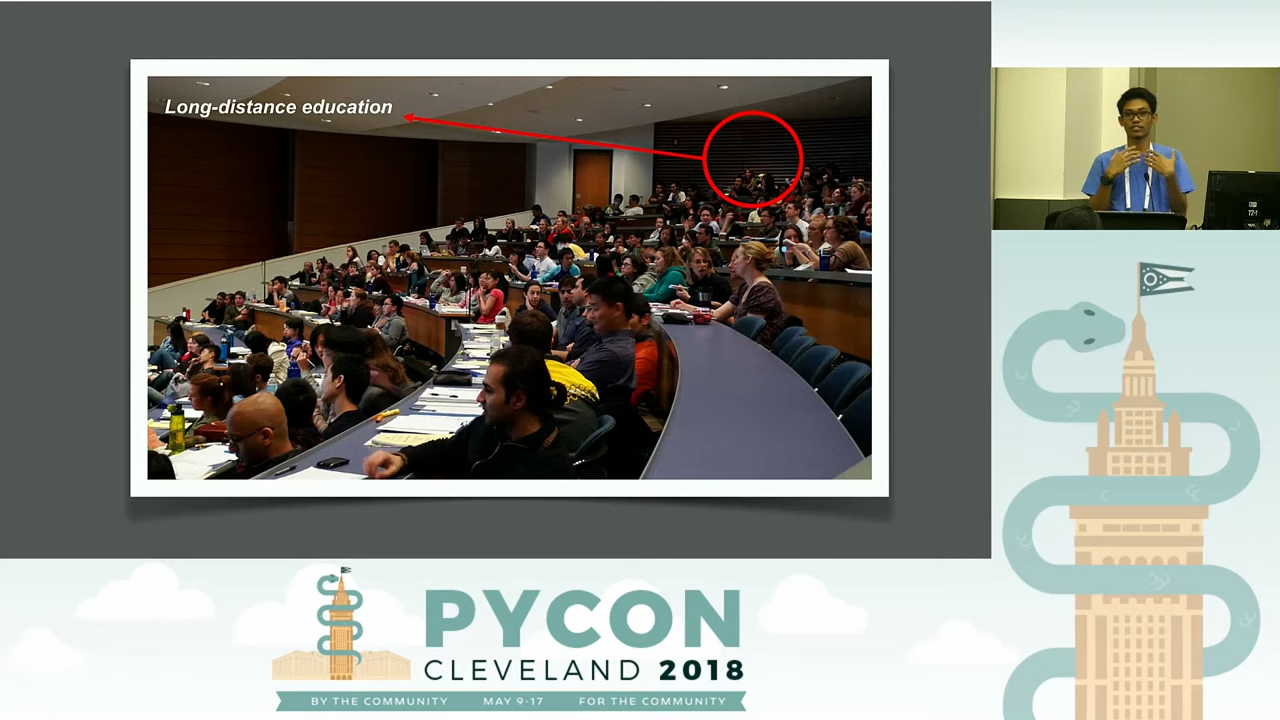 Long-distance education
PYCON
CLEVELAND 2018
BY THE COMMUNITY MAY 9-17 FOR THE COMMUNITY